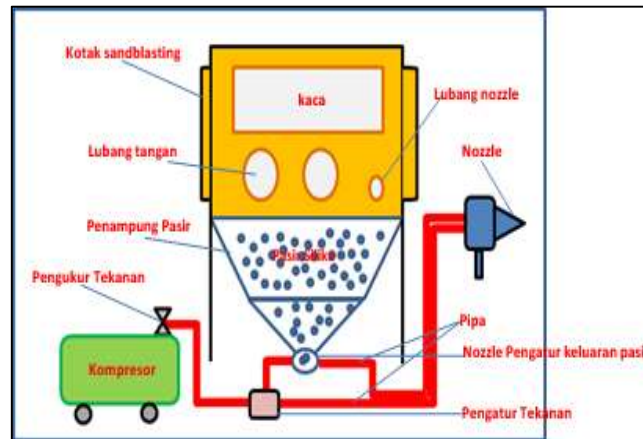 Kotak sandblasting
kaca
Lubang nozzle
Lubang tangan
Nozzle
Penampung Pasir
Pasir Silika
Pengukur Tekanan
Pipa
Kompresor
Nozzle Pengatur keluaran pasi
Pengatur Tekanan